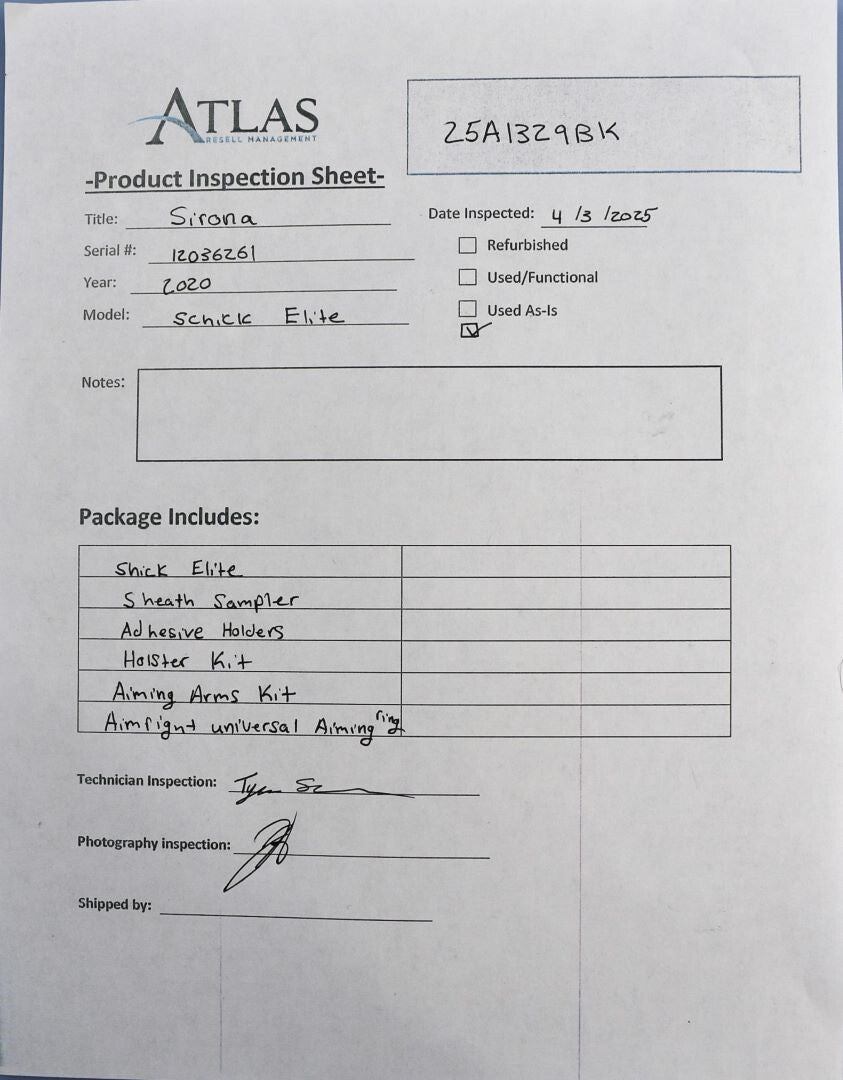 ATLAS
RESELL MANAGEMENT
25A1329BK
-Product Inspection Sheet-
Title: Sirona
Date Inspected: 4/3/2025
Serial #: 12036261
Refurbished
Year: 2020
Used/Functional
Model: Schick Elite
Used As-Is
Notes:
Package Includes:
Shick Elite
Sheath Sampler
Adhesive Holders
Holster Kit
Aiming Arms Kit
universal Aiming ring
Technician Inspection:
Photography inspection:
Shipped by: